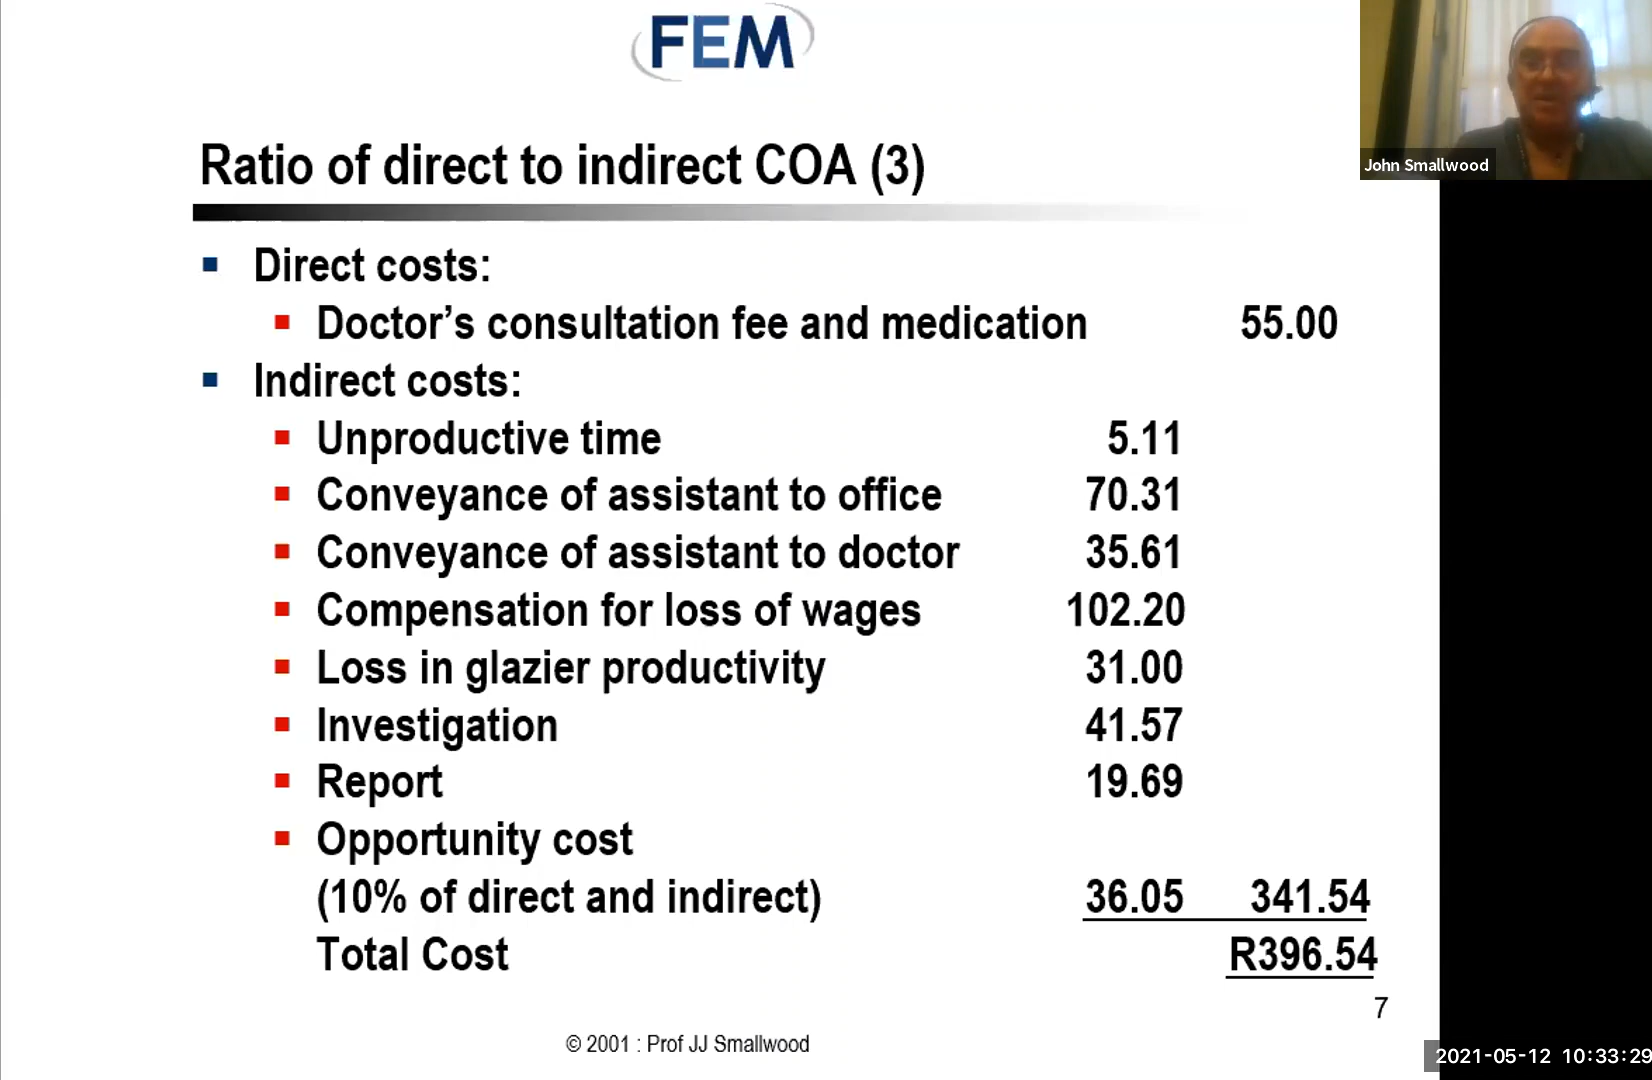 FEM
John Smallwood
Ratio of direct to indirect COA (3)
Direct costs:
Doctor’s consultation fee and medication 55.00
Indirect costs:
Unproductive time 5.11
Conveyance of assistant to office 70.31
Conveyance of assistant to doctor 35.61
Compensation for loss of wages 102.20
Loss in glazier productivity 31.00
Investigation 41.57
Report 19.69
Opportunity cost
(10% of direct and indirect) 36.05 341.54
Total Cost R396.54
7
© 2001 : Prof JJ Smallwood
2021-05-12 10:33:29